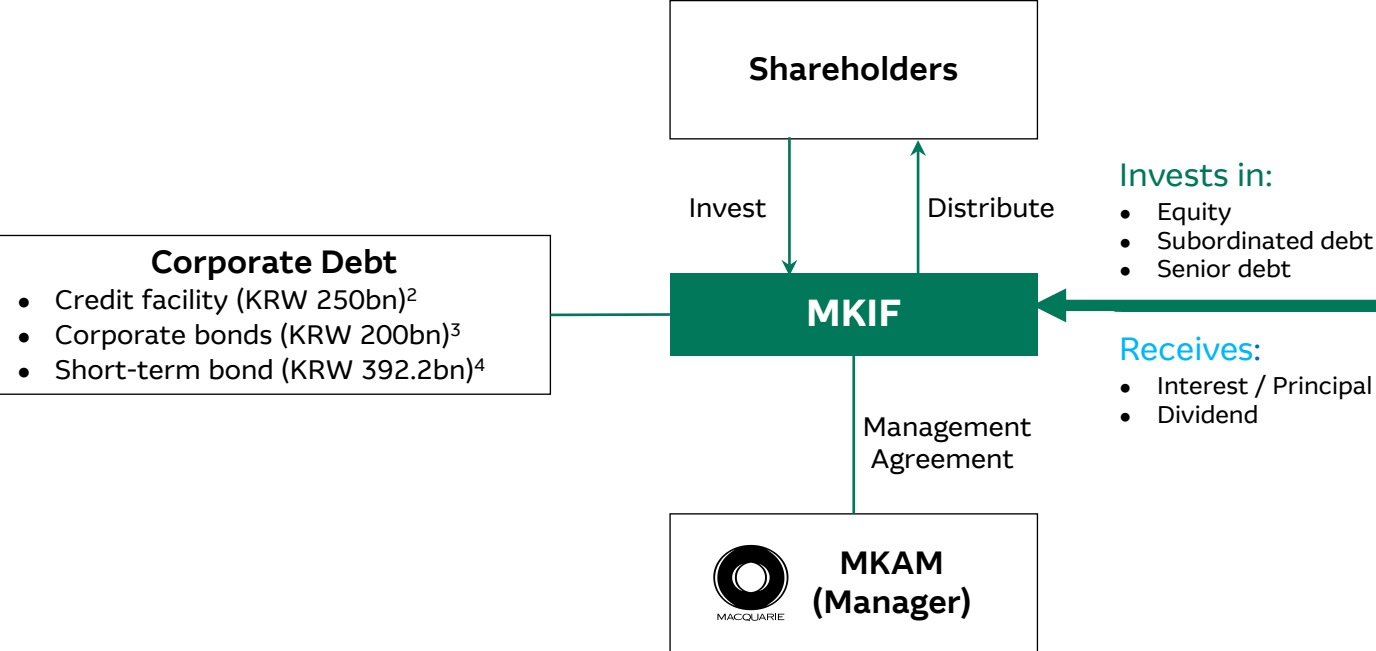 Shareholders
Invest
Distribute
Invests in:
• Equity
• Subordinated debt
• Senior debt
Corporate Debt
• Credit facility (KRW 250bn)²
• Corporate bonds (KRW 200bn)³
• Short-term bond (KRW 392.2bn)⁴
MKIF
Receives:
• Interest / Principal
• Dividend
Management
Agreement
MACQUARIE
MKAM
(Manager)